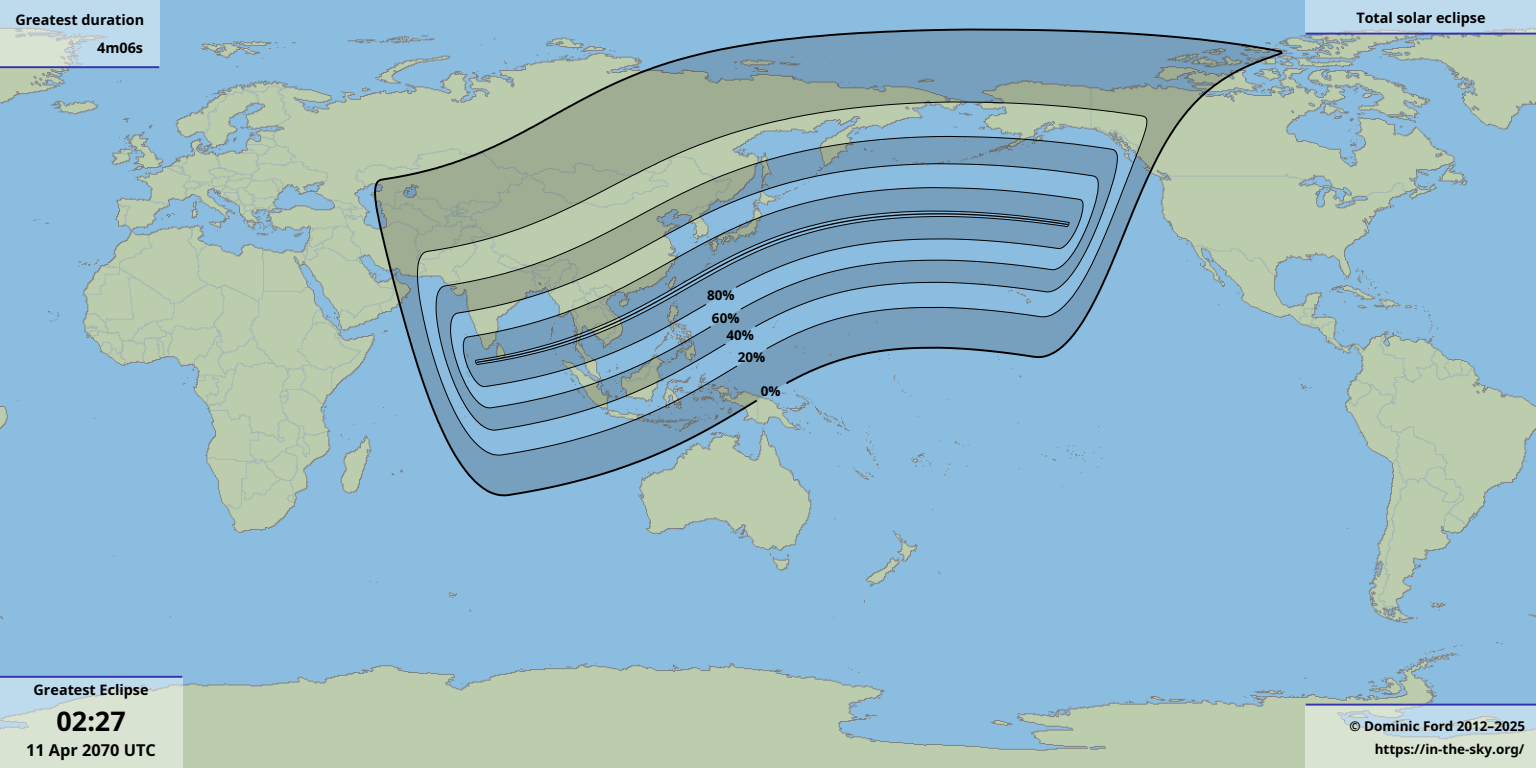 Greatest duration
4m06s
Total solar eclipse
80%
60%
40%
20%
0%
Greatest Eclipse
02:27
11 Apr 2070 UTC
© Dominic Ford 2012–2025
https://in-the-sky.org/